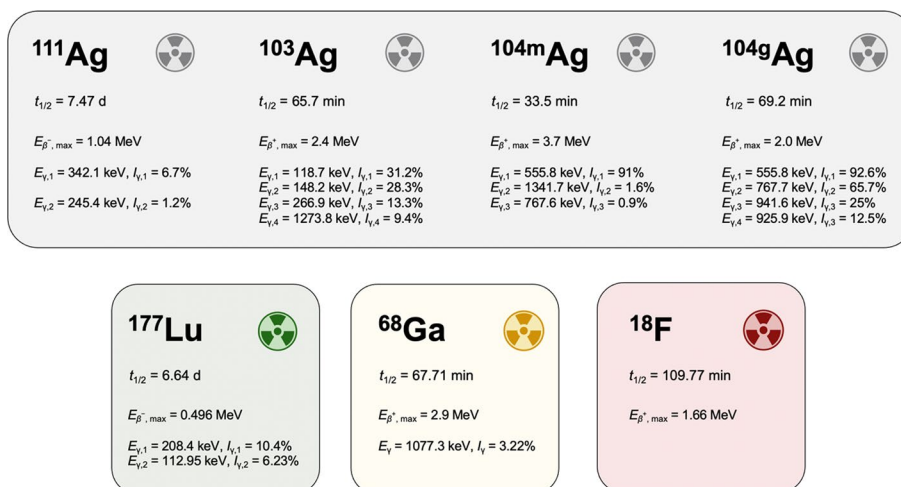 ¹¹¹Ag
t₁/₂ = 7.47 d
Eβ⁻, max = 1.04 MeV
Eγ,1 = 342.1 keV, Iγ,1 = 6.7%
Eγ,2 = 245.4 keV, Iγ,2 = 1.2%
¹⁰³Ag
t₁/₂ = 65.7 min
Eβ⁺, max = 2.4 MeV
Eγ,1 = 118.7 keV, Iγ,1 = 31.2%
Eγ,2 = 148.2 keV, Iγ,2 = 28.3%
Eγ,3 = 266.9 keV, Iγ,3 = 13.3%
Eγ,4 = 1273.8 keV, Iγ,4 = 9.4%
¹⁰⁴ᵐAg
t₁/₂ = 33.5 min
Eβ⁺, max = 3.7 MeV
Eγ,1 = 555.8 keV, Iγ,1 = 91%
Eγ,2 = 1341.7 keV, Iγ,2 = 1.6%
Eγ,3 = 767.6 keV, Iγ,3 = 0.9%
¹⁰⁴ᵍAg
t₁/₂ = 69.2 min
Eβ⁺, max = 2.0 MeV
Eγ,1 = 555.8 keV, Iγ,1 = 92.6%
Eγ,2 = 767.7 keV, Iγ,2 = 65.7%
Eγ,3 = 941.6 keV, Iγ,3 = 25%
Eγ,4 = 925.9 keV, Iγ,3 = 12.5%
¹⁷⁷Lu
t₁/₂ = 6.64 d
Eβ⁻, max = 0.496 MeV
Eγ,1 = 208.4 keV, Iγ,1 = 10.4%
Eγ,2 = 112.95 keV, Iγ,2 = 6.23%
⁶⁸Ga
t₁/₂ = 67.71 min
Eβ⁺, max = 2.9 MeV
Eγ = 1077.3 keV, Iγ = 3.22%
¹⁸F
t₁/₂ = 109.77 min
Eβ⁺, max = 1.66 MeV